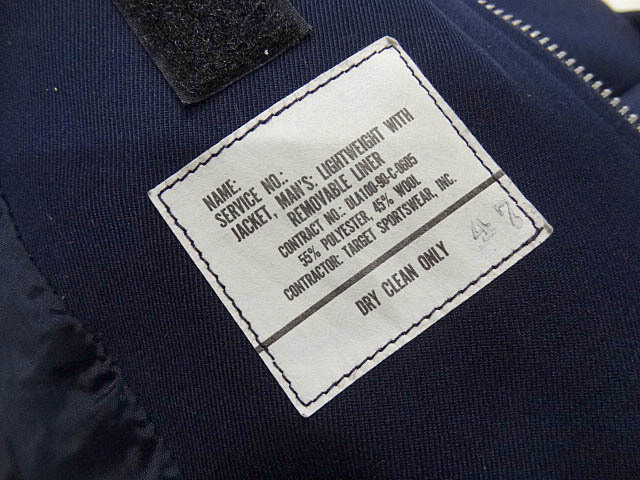 NAME:
SERVICE NO.:
JACKET, MAN'S: LIGHTWEIGHT WITH
REMOVABLE LINER
CONTRACT NO.: DLA100-90-C-0605
55% POLYESTER, 45% WOOL
CONTRACTOR: TARGET SPORTSWEAR, INC.
DRY CLEAN ONLY